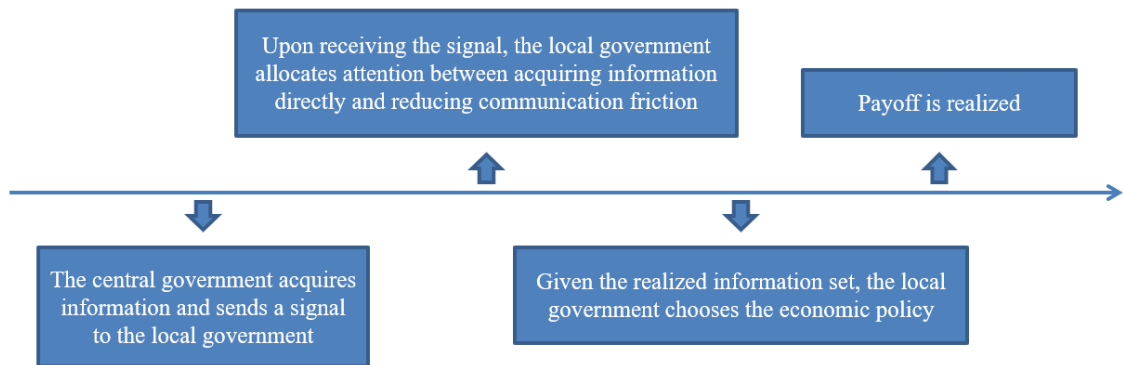 Upon receiving the signal, the local government
allocates attention between acquiring information
directly and reducing communication friction
Payoff is realized
The central government acquires
information and sends a signal
to the local government
Given the realized information set, the local
government chooses the economic policy